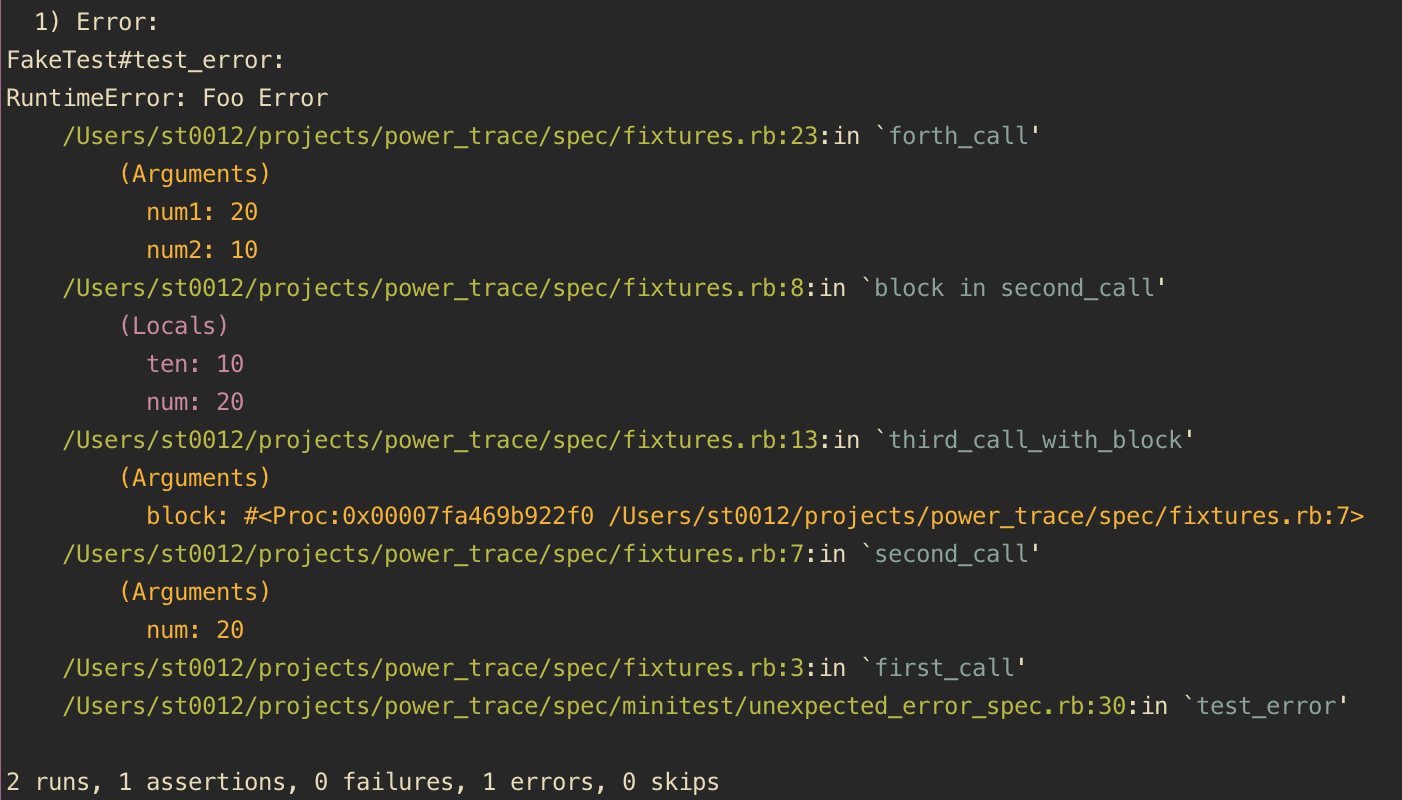 1) Error:
FakeTest#test_error:
RuntimeError: Foo Error
/Users/st0012/projects/power_trace/spec/fixtures.rb:23:in `forth_call'
(Arguments)
num1: 20
num2: 10
/Users/st0012/projects/power_trace/spec/fixtures.rb:8:in `block in second_call'
(Locals)
ten: 10
num: 20
/Users/st0012/projects/power_trace/spec/fixtures.rb:13:in `third_call_with_block'
(Arguments)
block: #<Proc:0x00007fa469b922f0 /Users/st0012/projects/power_trace/spec/fixtures.rb:7>
/Users/st0012/projects/power_trace/spec/fixtures.rb:7:in `second_call'
(Arguments)
num: 20
/Users/st0012/projects/power_trace/spec/fixtures.rb:3:in `first_call'
/Users/st0012/projects/power_trace/spec/minitest/unexpected_error_spec.rb:30:in `test_error'
2 runs, 1 assertions, 0 failures, 1 errors, 0 skips